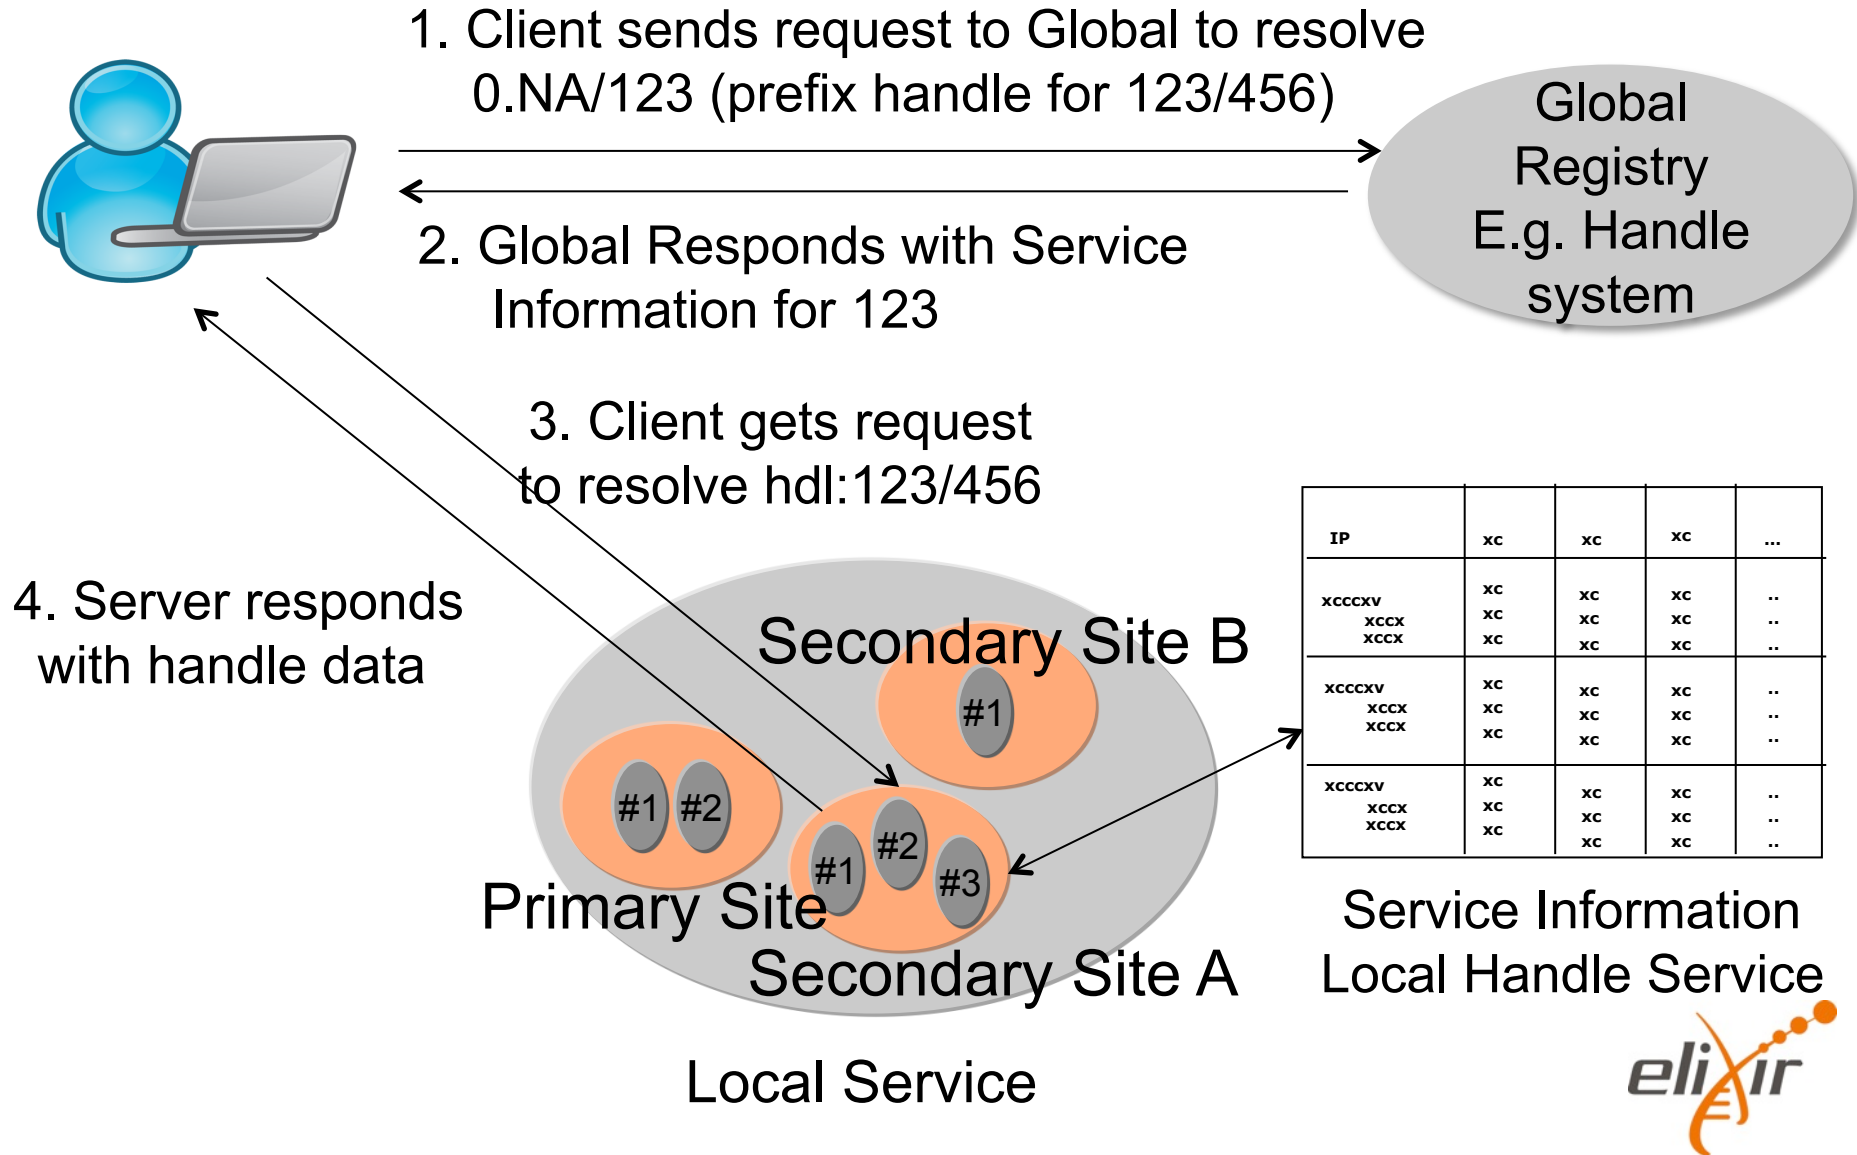 1. Client sends request to Global to resolve
0.NA/123 (prefix handle for 123/456)
Global
Registry
E.g. Handle
system
2. Global Responds with Service
Information for 123
3. Client gets request
to resolve hdl:123/456
4. Server responds
with handle data
Secondary Site B
#1
#1 #2
Primary Site
#1 #2 #3
Secondary Site A
Local Service
IP xc xc xc ...
xcccxv xc xc xc ..
xccx xc xc xc ..
xccx xc xc xc ..
xcccxv xc xc xc ..
xccx xc xc xc ..
xccx xc xc xc ..
xcccxv xc xc xc ..
xccx xc xc xc ..
xccx xc xc xc ..
Service Information
Local Handle Service
elixir